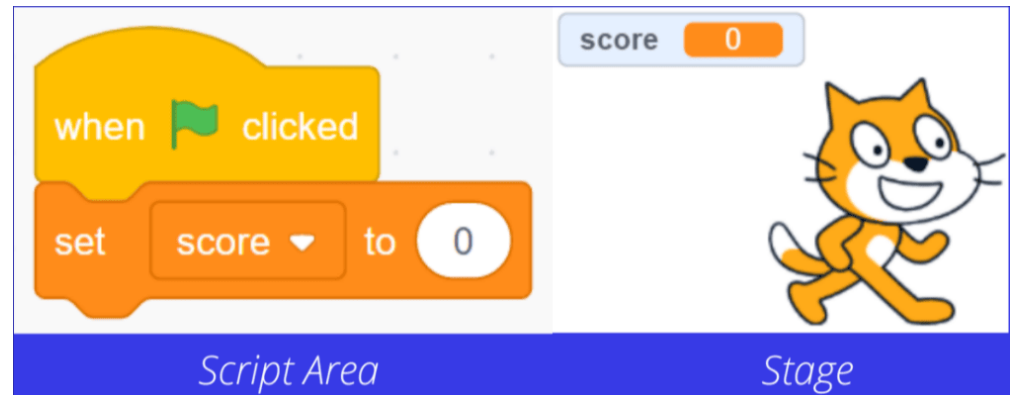 when clicked
set score to 0
score 0
Script Area
Stage